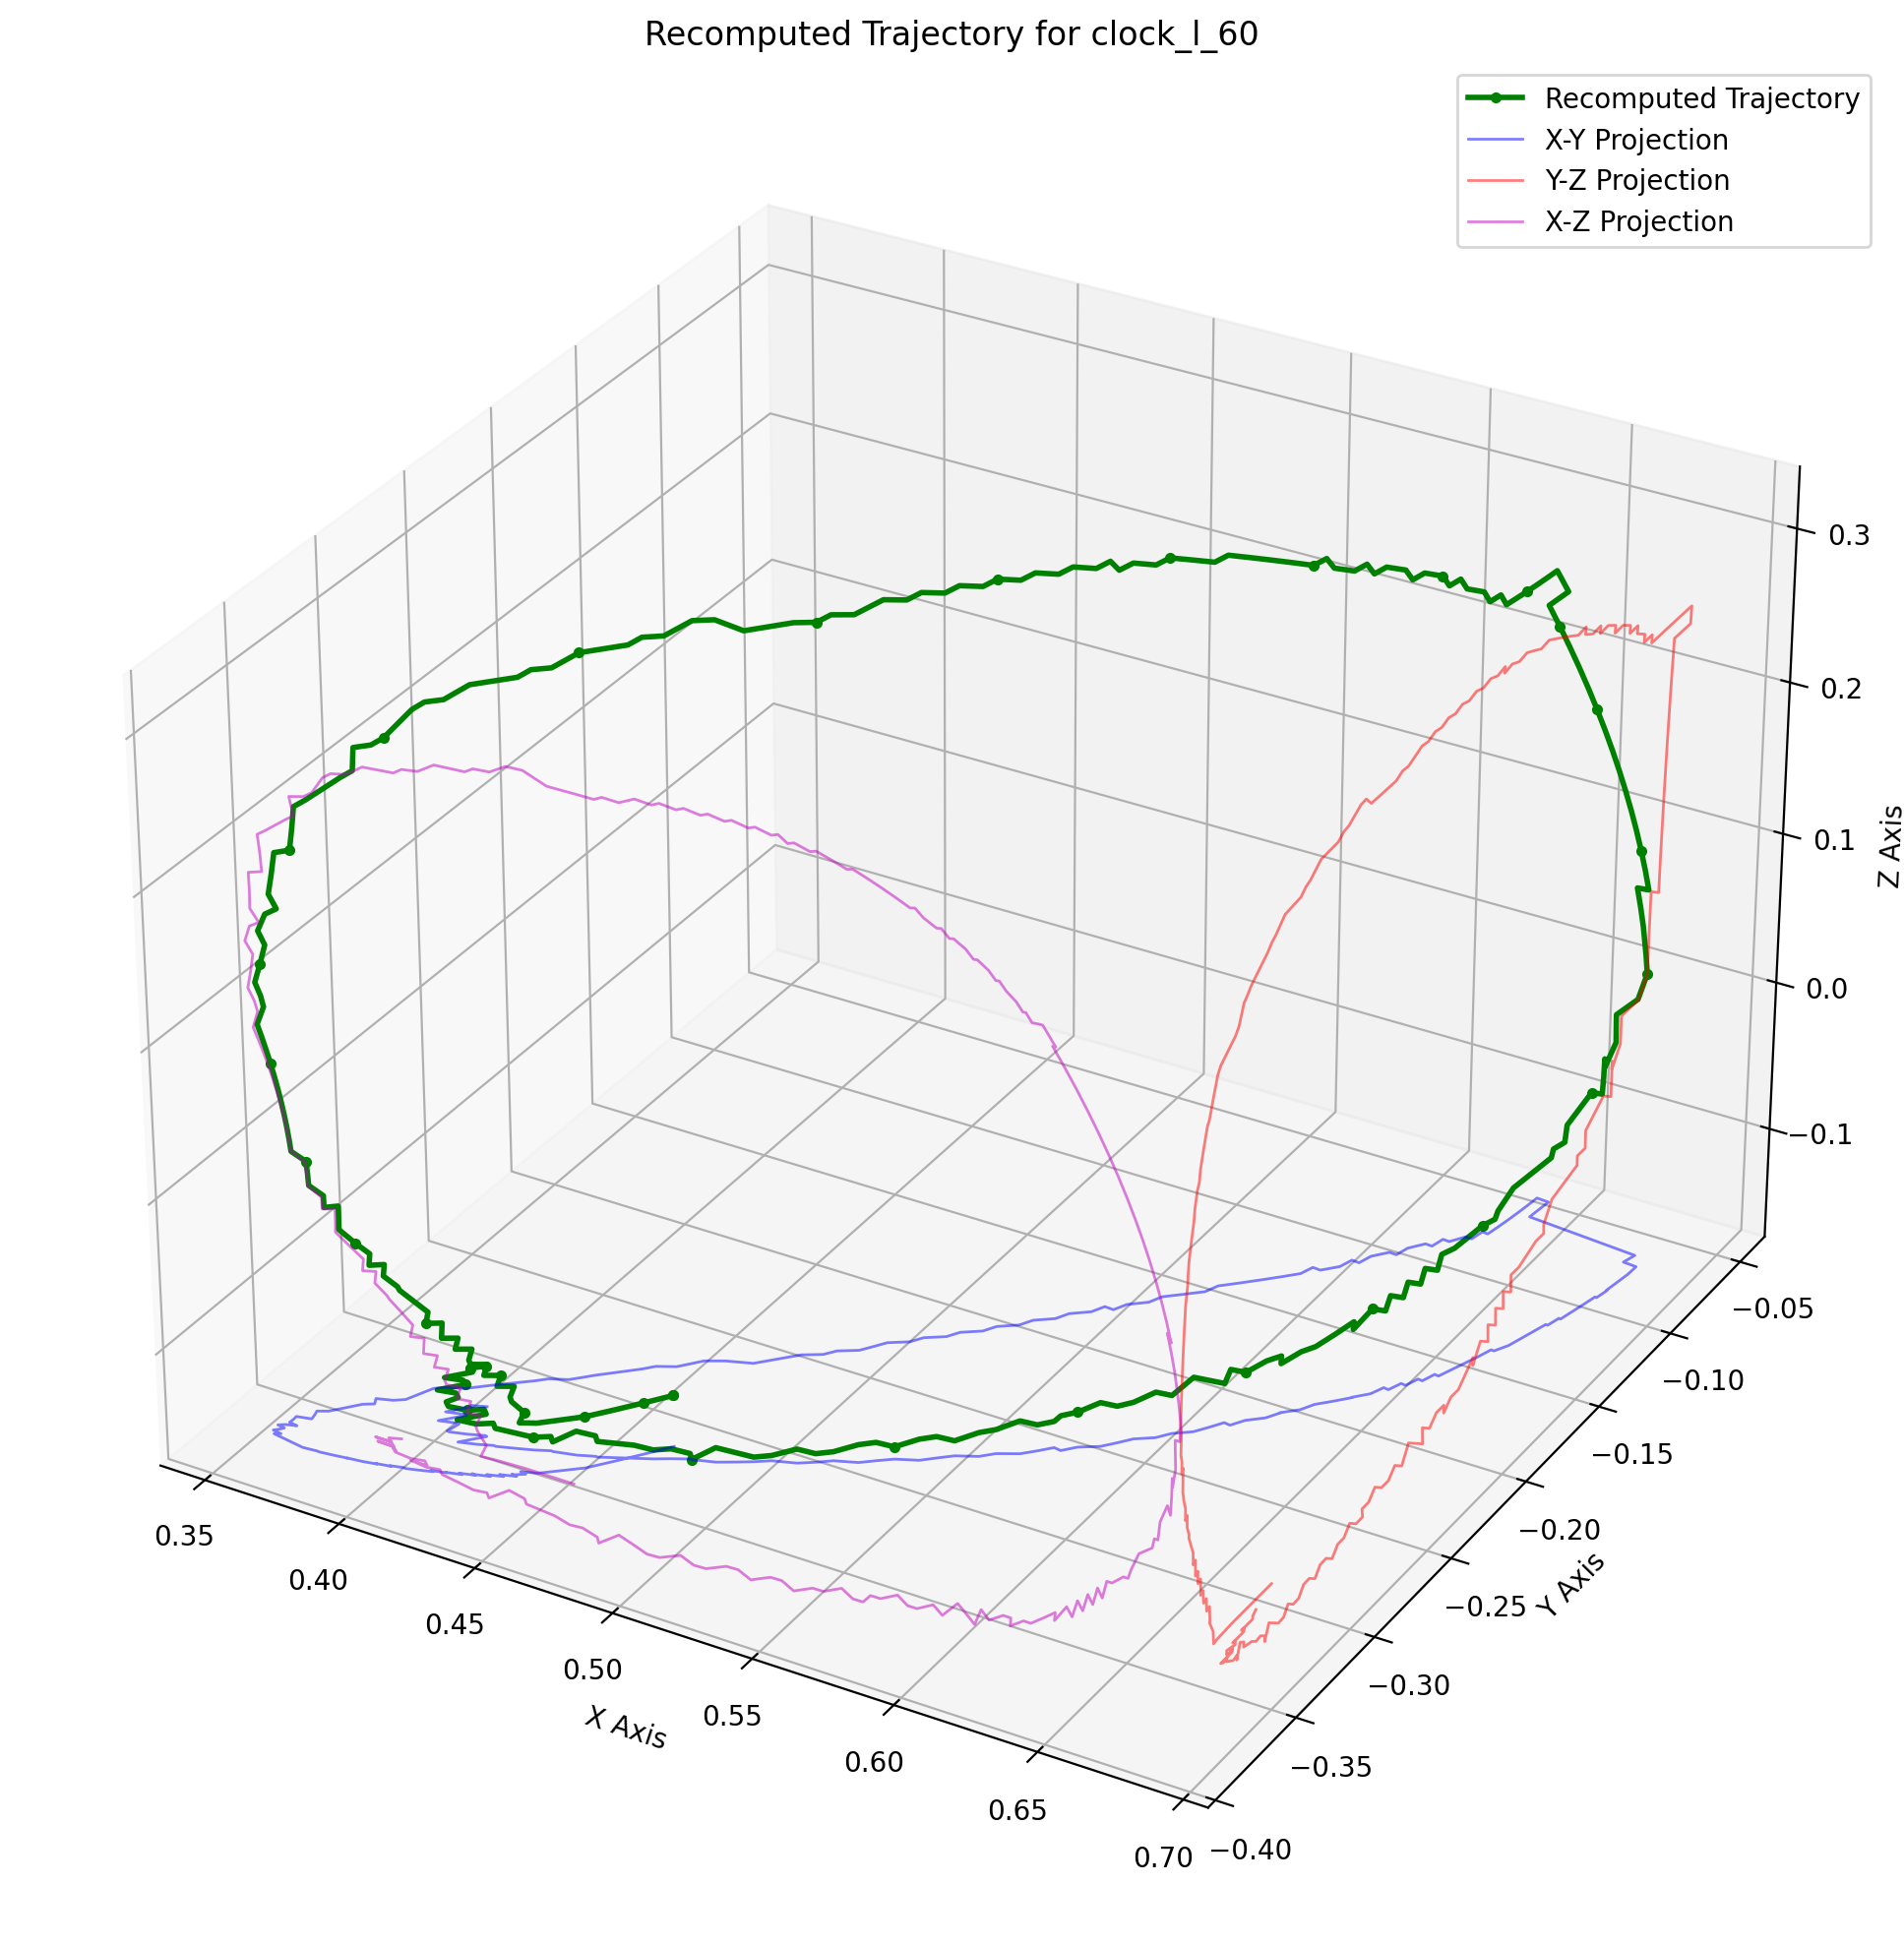 Recomputed Trajectory for clock_l_60
Recomputed Trajectory
X-Y Projection
Y-Z Projection
X-Z Projection
0.3
0.2
0.1
0.0
−0.1
Z Axis
−0.05
−0.10
−0.15
−0.20
−0.25
−0.30
−0.35
−0.40
Y Axis
0.35
0.40
0.45
0.50
0.55
0.60
0.65
0.70
X Axis